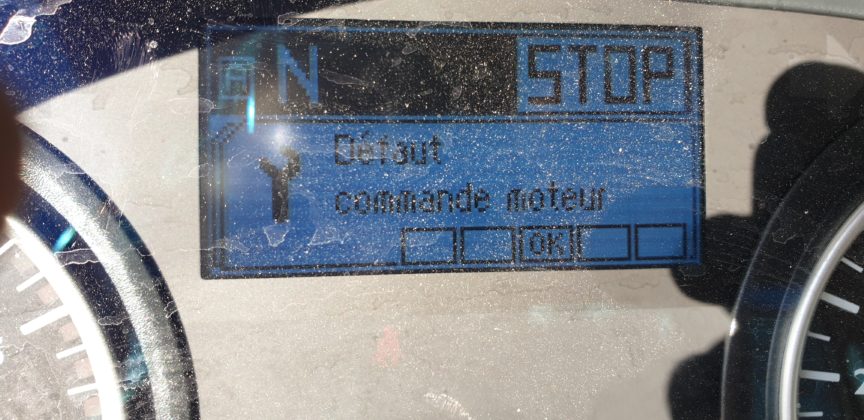 N STOP
Défaut
commande moteur
OK